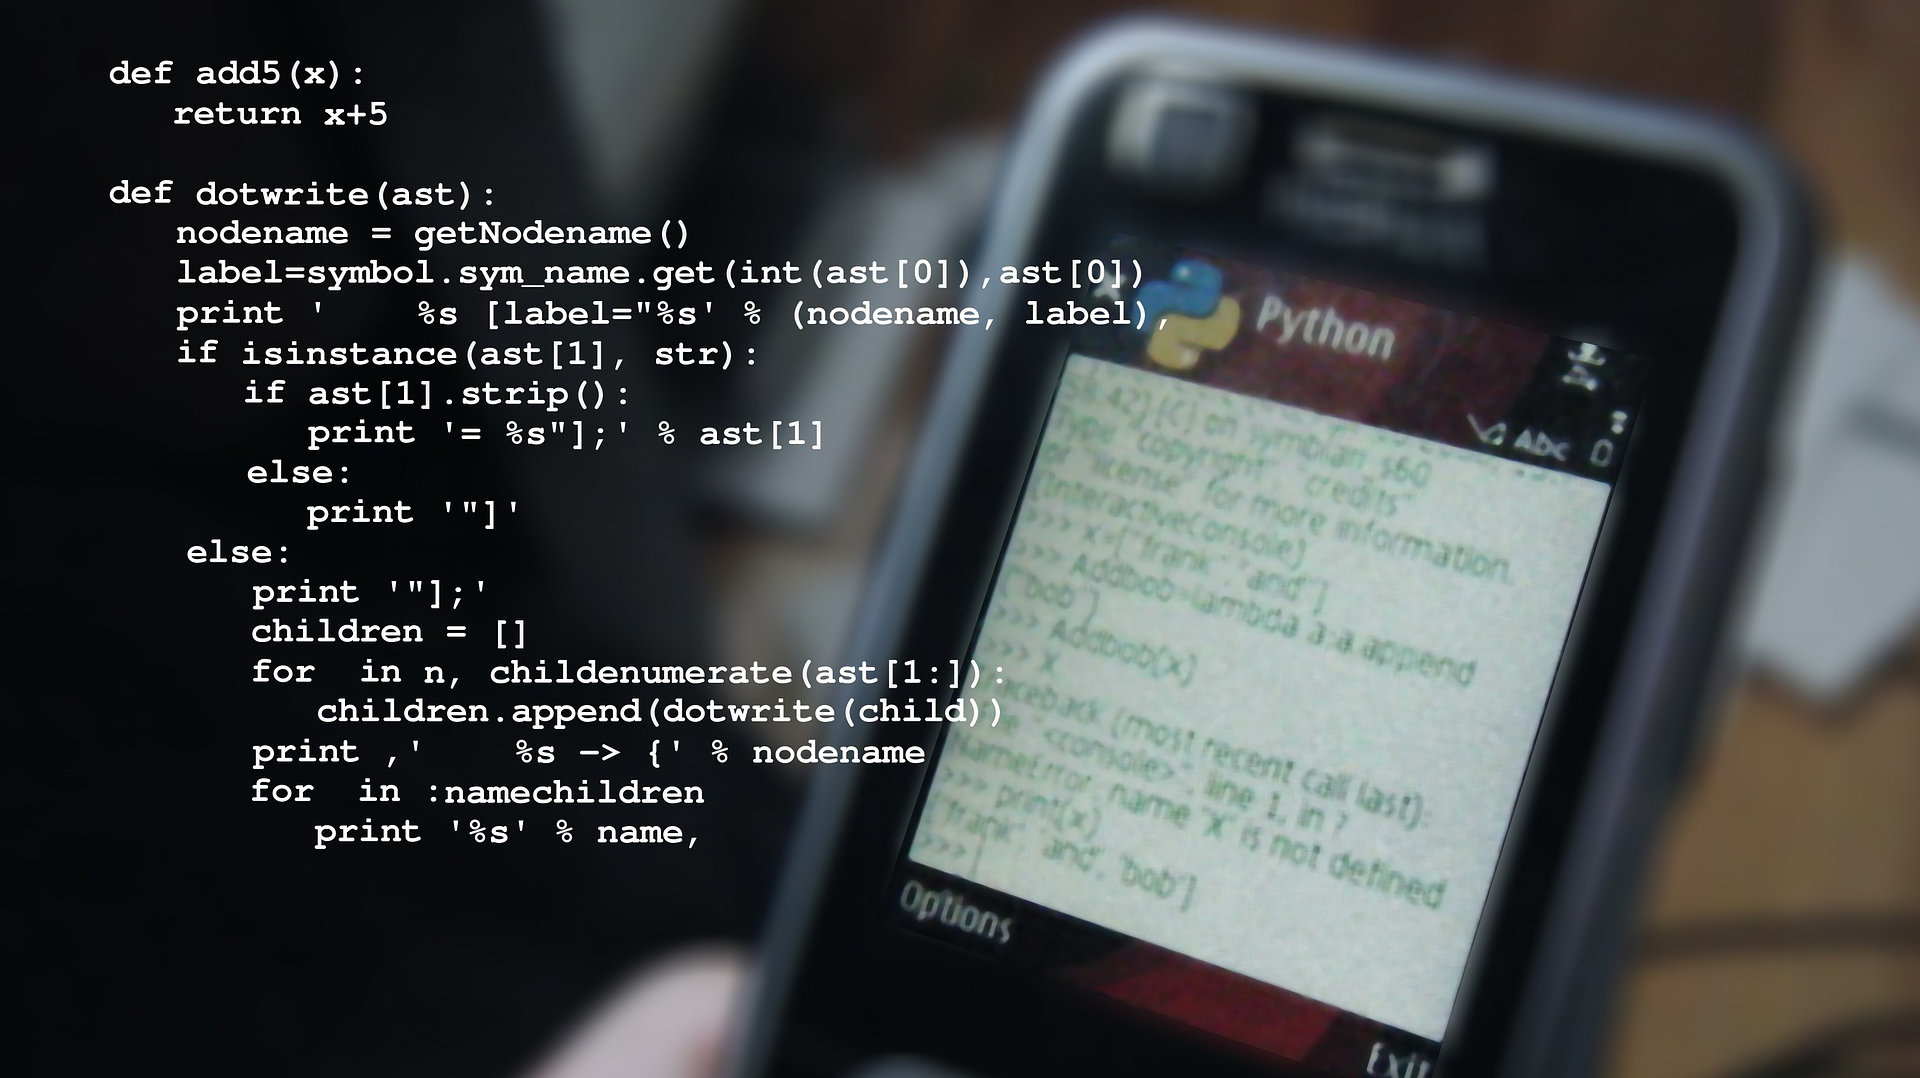 def add5(x):
   return x+5
def dotwrite(ast):
   nodename = getNodename()
   label=symbol.sym_name.get(int(ast[0]),ast[0])
   print '    %s [label="%s' % (nodename, label),
   if isinstance(ast[1], str):
      if ast[1].strip():
         print '= %s"];' % ast[1]
      else:
         print '"]'
   else:
      print '"];'
      children = []
      for  in n, childenumerate(ast[1:]):
         children.append(dotwrite(child))
      print ,'    %s -> {' % nodename
      for  in :namechildren
         print '%s' % name,
Python
Abc
(C) on symbian_s60
Type "copyright" "credits"
or "license" for more information.
(InteractiveConsole)
>>> x=["frank" "and"]
>>> Addbob=lambda a:a.append
("bob")
>>> Addbob(x)
>>> X
(most recent call last):
"<console>", line 1, in ?
NameError: name 'X' is not defined
>>> print(x)
['frank' 'and', 'bob']
>>>
Options
Exit